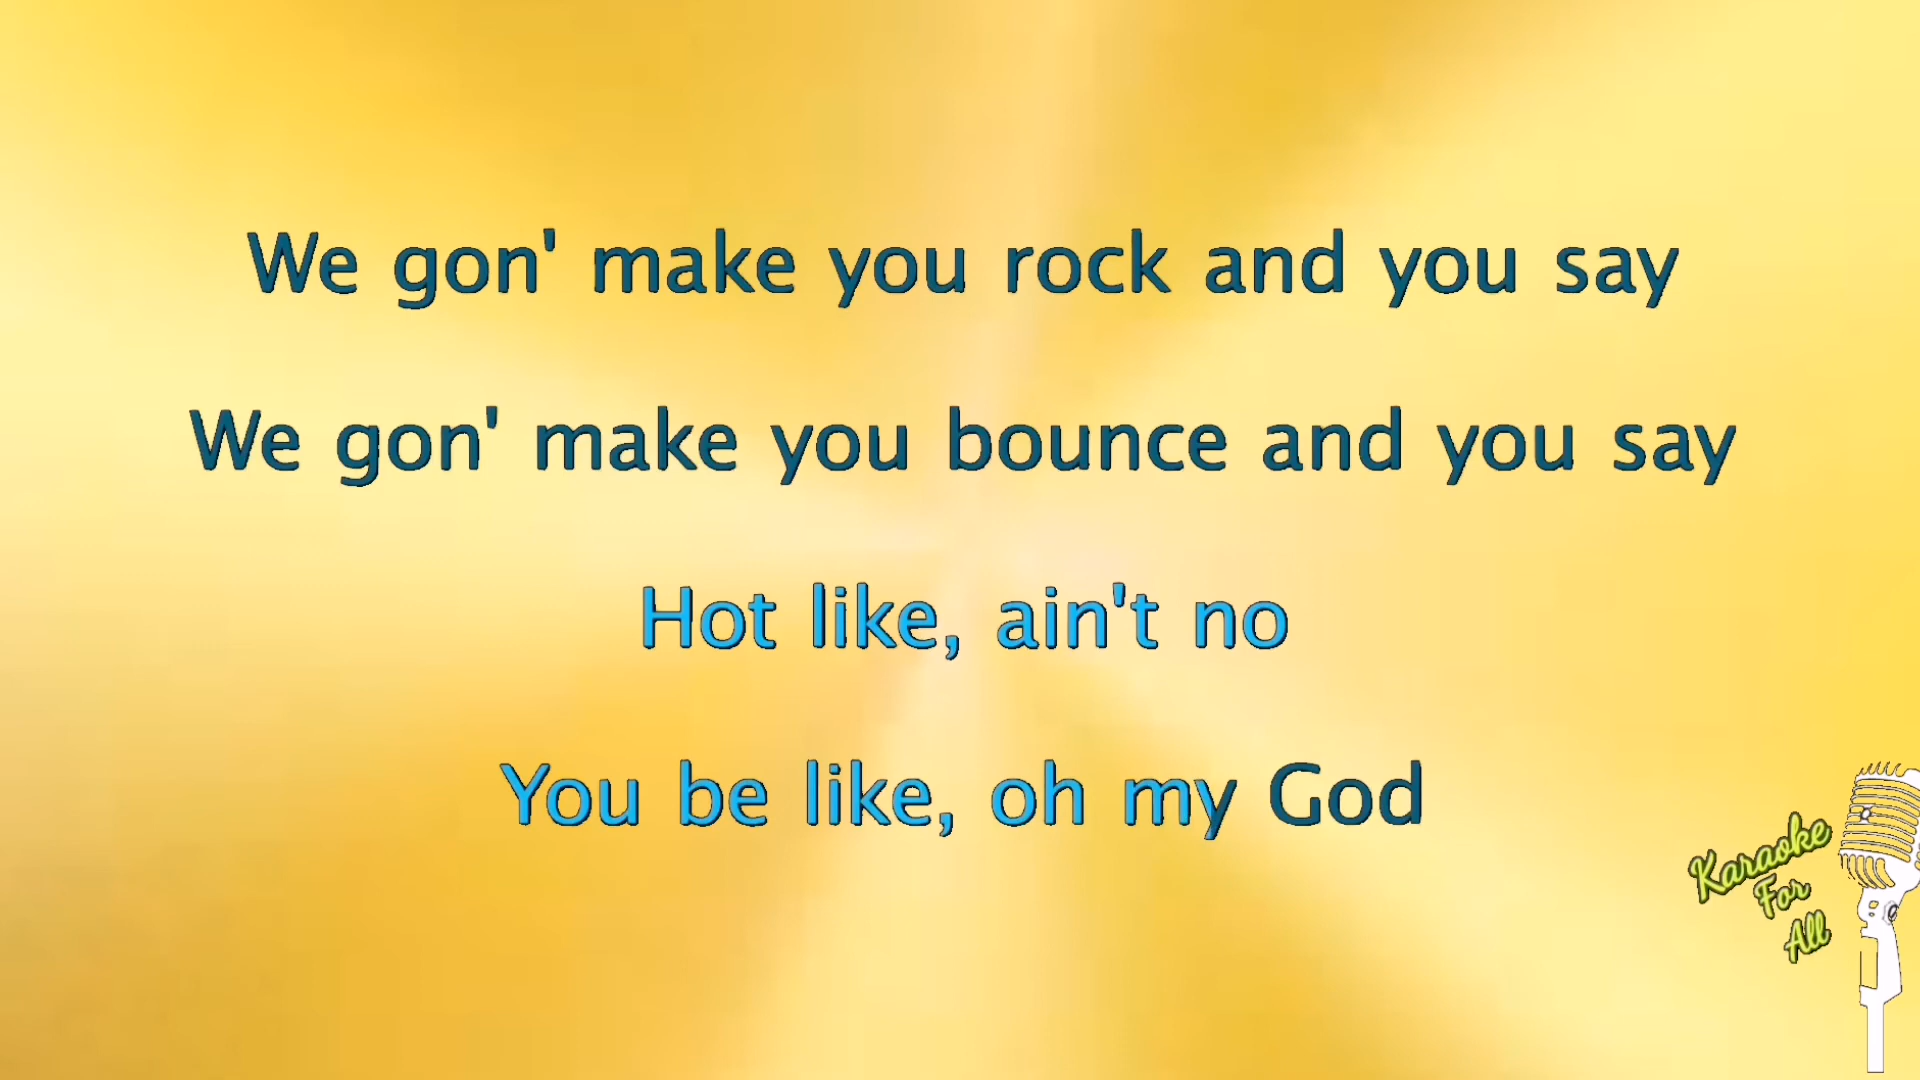 We gon' make you rock and you say
We gon' make you bounce and you say
Hot like, ain't no
You be like, oh my God
Karaoke
For
All